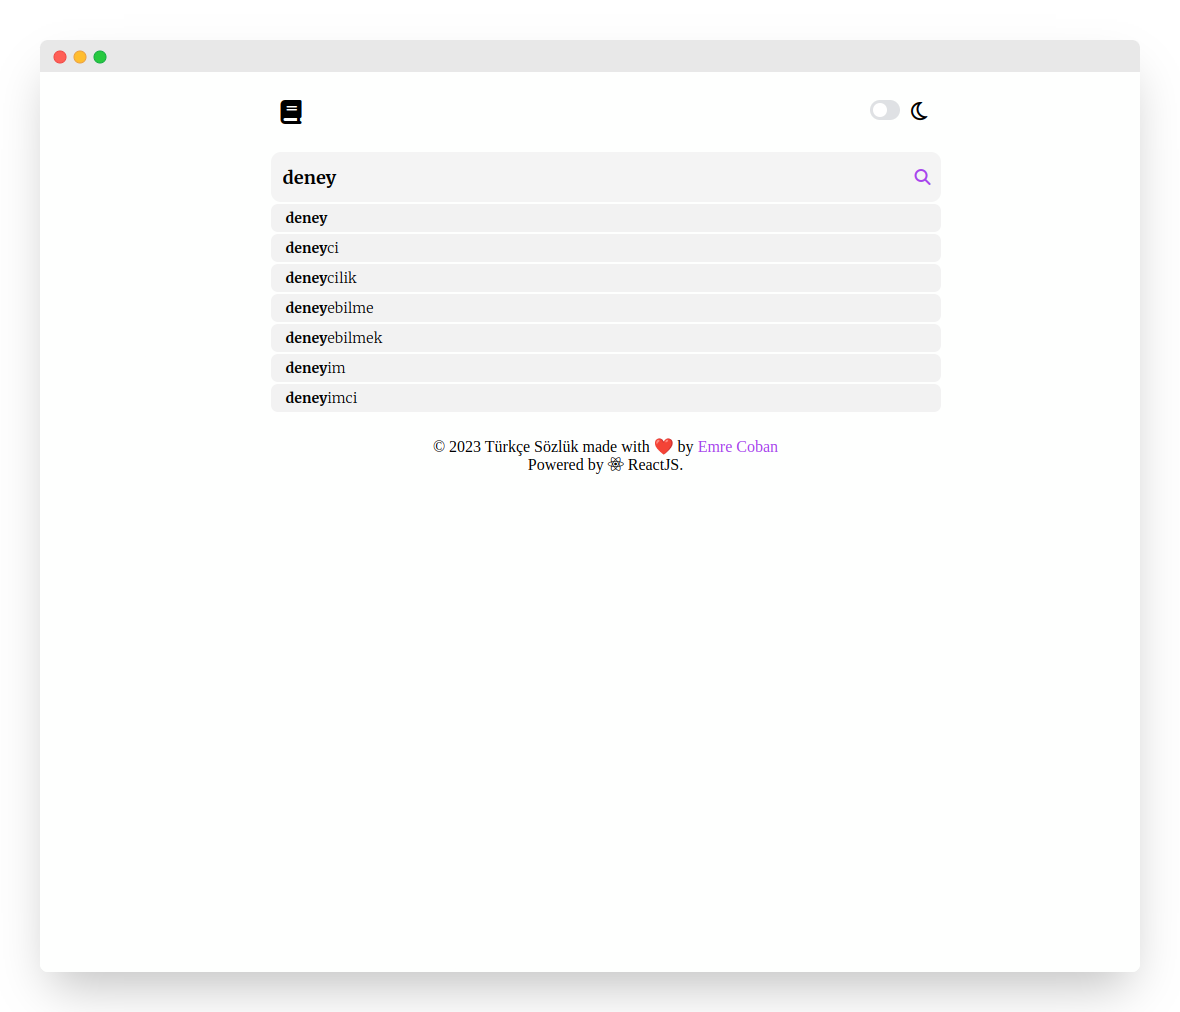 deney
deney
deneyci
deneycilik
deneyebilme
deneyebilmek
deneyim
deneyimci
© 2023 Türkçe Sözlük made with ❤️ by Emre Coban
Powered by ⚛ ReactJS.